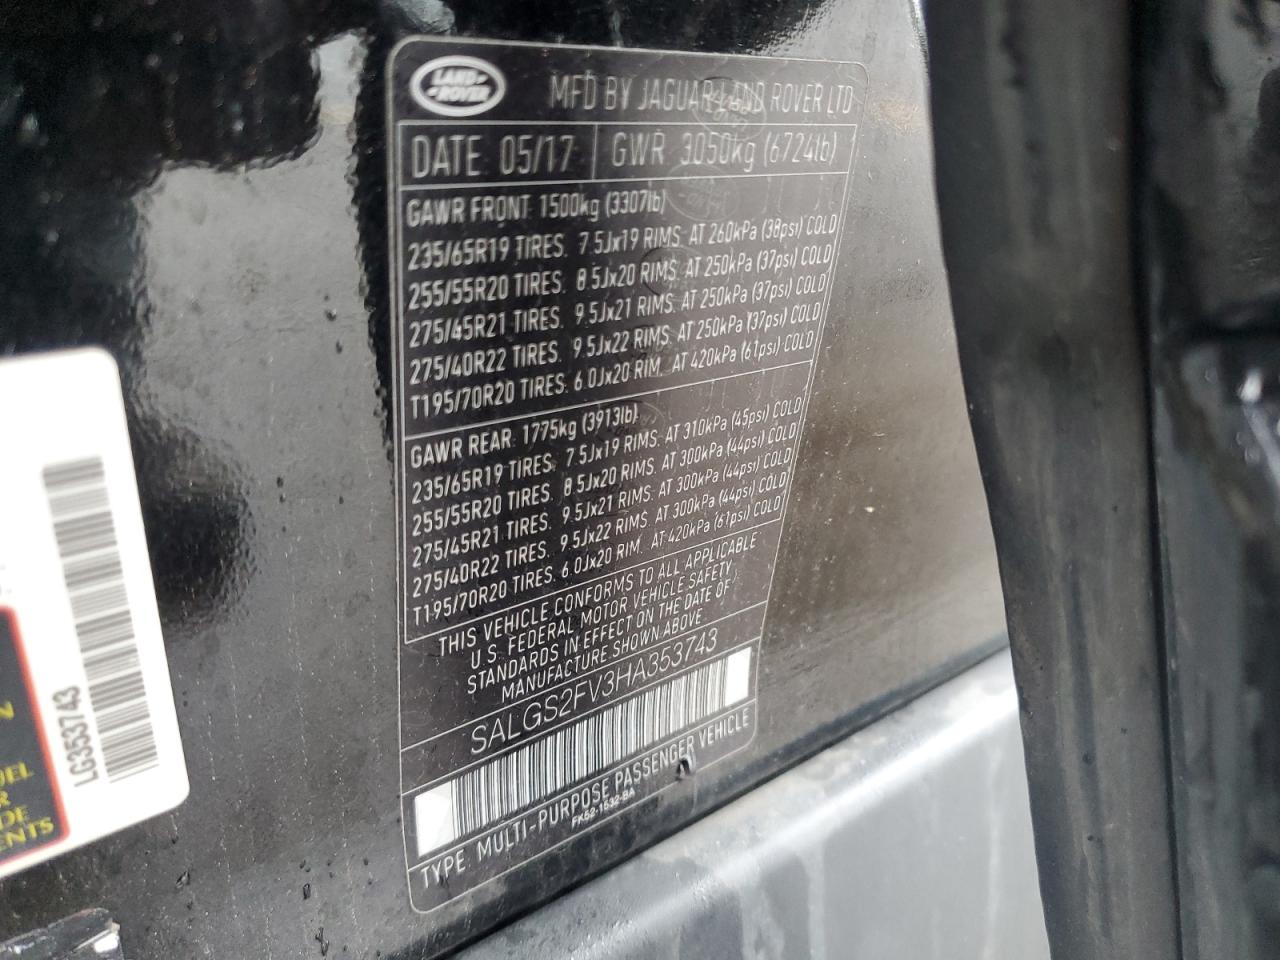 LAND-
-ROVER
MFD BY JAGUAR LAND ROVER LTD
DATE 05/17 GWR 3050kg (6724lb)
GAWR FRONT 1500kg (3307lb)
235/65R19 TIRES. 7.5Jx19 RIMS. AT 260kPa (38psi) COLD
255/55R20 TIRES. 8.5Jx20 RIMS. AT 250kPa (37psi) COLD
275/45R21 TIRES. 9.5Jx21 RIMS. AT 250kPa (37psi) COLD
275/40R22 TIRES. 9.5Jx22 RIMS. AT 250kPa (37psi) COLD
T195/70R20 TIRES. 6.0Jx20 RIM. AT 420kPa (61psi) COLD
GAWR REAR 1775kg (3913lb)
235/65R19 TIRES. 7.5Jx19 RIMS. AT 310kPa (45psi) COLD
255/55R20 TIRES. 8.5Jx20 RIMS. AT 300kPa (44psi) COLD
275/45R21 TIRES. 9.5Jx21 RIMS. AT 300kPa (44psi) COLD
275/40R22 TIRES. 9.5Jx22 RIMS. AT 300kPa (44psi) COLD
T195/70R20 TIRES. 6.0Jx20 RIM. AT 420kPa (61psi) COLD
THIS VEHICLE CONFORMS TO ALL APPLICABLE
U.S. FEDERAL MOTOR VEHICLE SAFETY
STANDARDS IN EFFECT ON THE DATE OF
MANUFACTURE SHOWN ABOVE
SALGS2FV3HA353743
TYPE MULTI-PURPOSE PASSENGER VEHICLE
FK52-1532-BA
LG353743
N
DEL
R
DE
ENTS